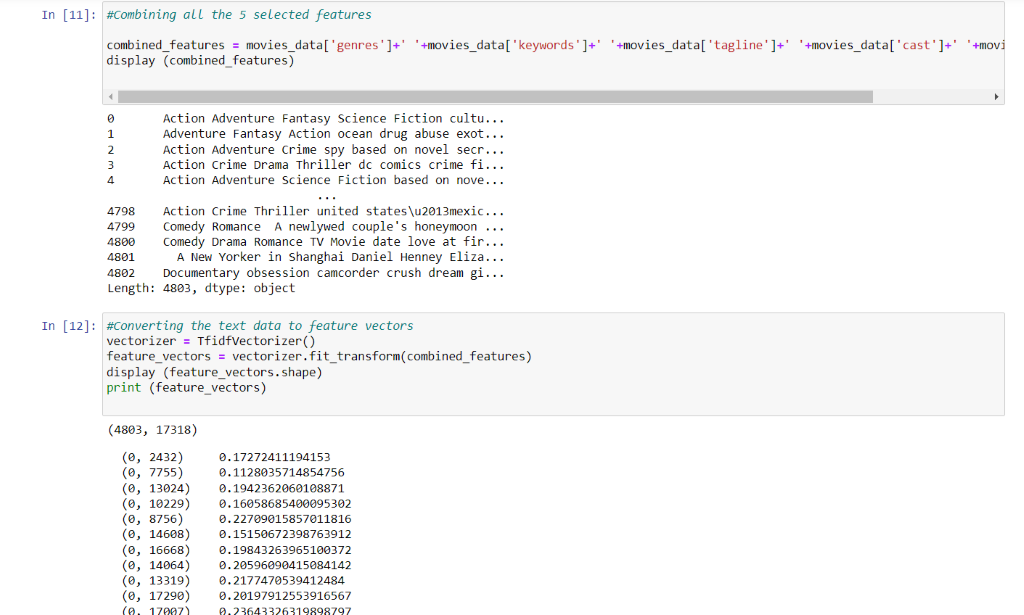 In [11]: #Combining all the 5 selected features
combined_features = movies_data['genres']+' '+movies_data['keywords']+' '+movies_data['tagline']+' '+movies_data['cast']+' '+movi
display (combined_features)
0 Action Adventure Fantasy Science Fiction cultu...
1 Adventure Fantasy Action ocean drug abuse exot...
2 Action Adventure Crime spy based on novel secr...
3 Action Crime Drama Thriller dc comics crime fi...
4 Action Adventure Science Fiction based on nove...
...
4798 Action Crime Thriller united states\u2013mexic...
4799 Comedy Romance  A newlywed couple's honeymoon ...
4800 Comedy Drama Romance TV Movie date love at fir...
4801 A New Yorker in Shanghai Daniel Henney Eliza...
4802 Documentary obsession camcorder crush dream gi...
Length: 4803, dtype: object
In [12]: #Converting the text data to feature vectors
vectorizer = TfidfVectorizer()
feature_vectors = vectorizer.fit_transform(combined_features)
display (feature_vectors.shape)
print (feature_vectors)
(4803, 17318)
(0, 2432) 0.17272411194153
(0, 7755) 0.1128035714854756
(0, 13024) 0.1942362060108871
(0, 10229) 0.16058685400095302
(0, 8756) 0.22709015857011816
(0, 14608) 0.15150672398763912
(0, 16668) 0.19843263965100372
(0, 14064) 0.20596090415084142
(0, 13319) 0.2177470539412484
(0, 17290) 0.20197912553916567
(0, 17007) 0.23643326319898797